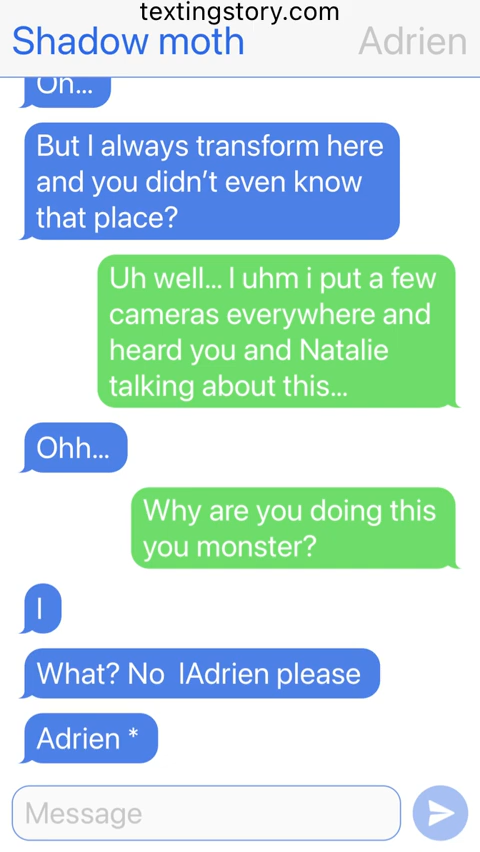 textingstory.com
Shadow moth
Adrien
Oh...
But I always transform here
and you didn’t even know
that place?
Uh well... I uhm i put a few
cameras everywhere and
heard you and Natalie
talking about this...
Ohh...
Why are you doing this
you monster?
I
What? No  lAdrien please
Adrien *
Message